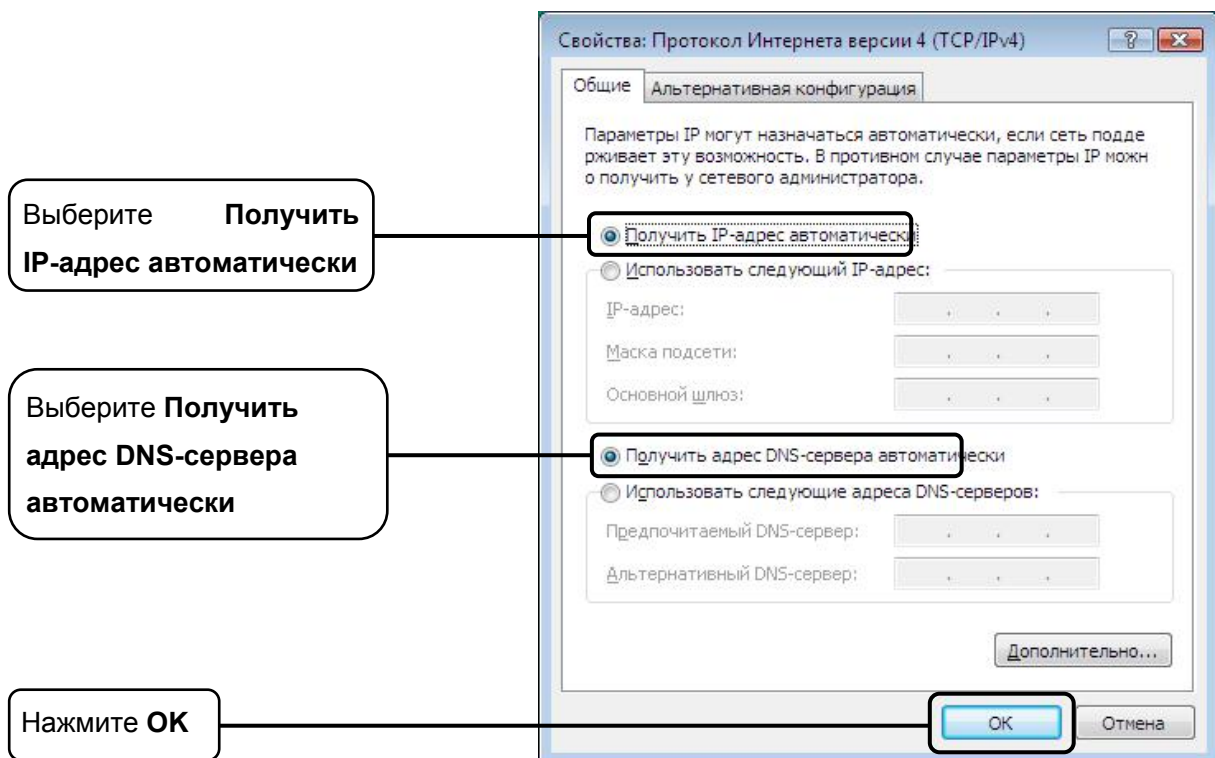 Свойства: Протокол Интернета версии 4 (TCP/IPv4)
Общие
Альтернативная конфигурация
Параметры IP могут назначаться автоматически, если сеть подде
рживает эту возможность. В противном случае параметры IP можн
о получить у сетевого администратора.
Выберите Получить
IP-адрес автоматически
Получить IP-адрес автоматически
Использовать следующий IP-адрес:
IP-адрес:
Маска подсети:
Основной шлюз:
Выберите Получить
адрес DNS-сервера
автоматически
Получить адрес DNS-сервера автоматически
Использовать следующие адреса DNS-серверов:
Предпочитаемый DNS-сервер:
Альтернативный DNS-сервер:
Дополнительно...
Нажмите OK
OK
Отмена